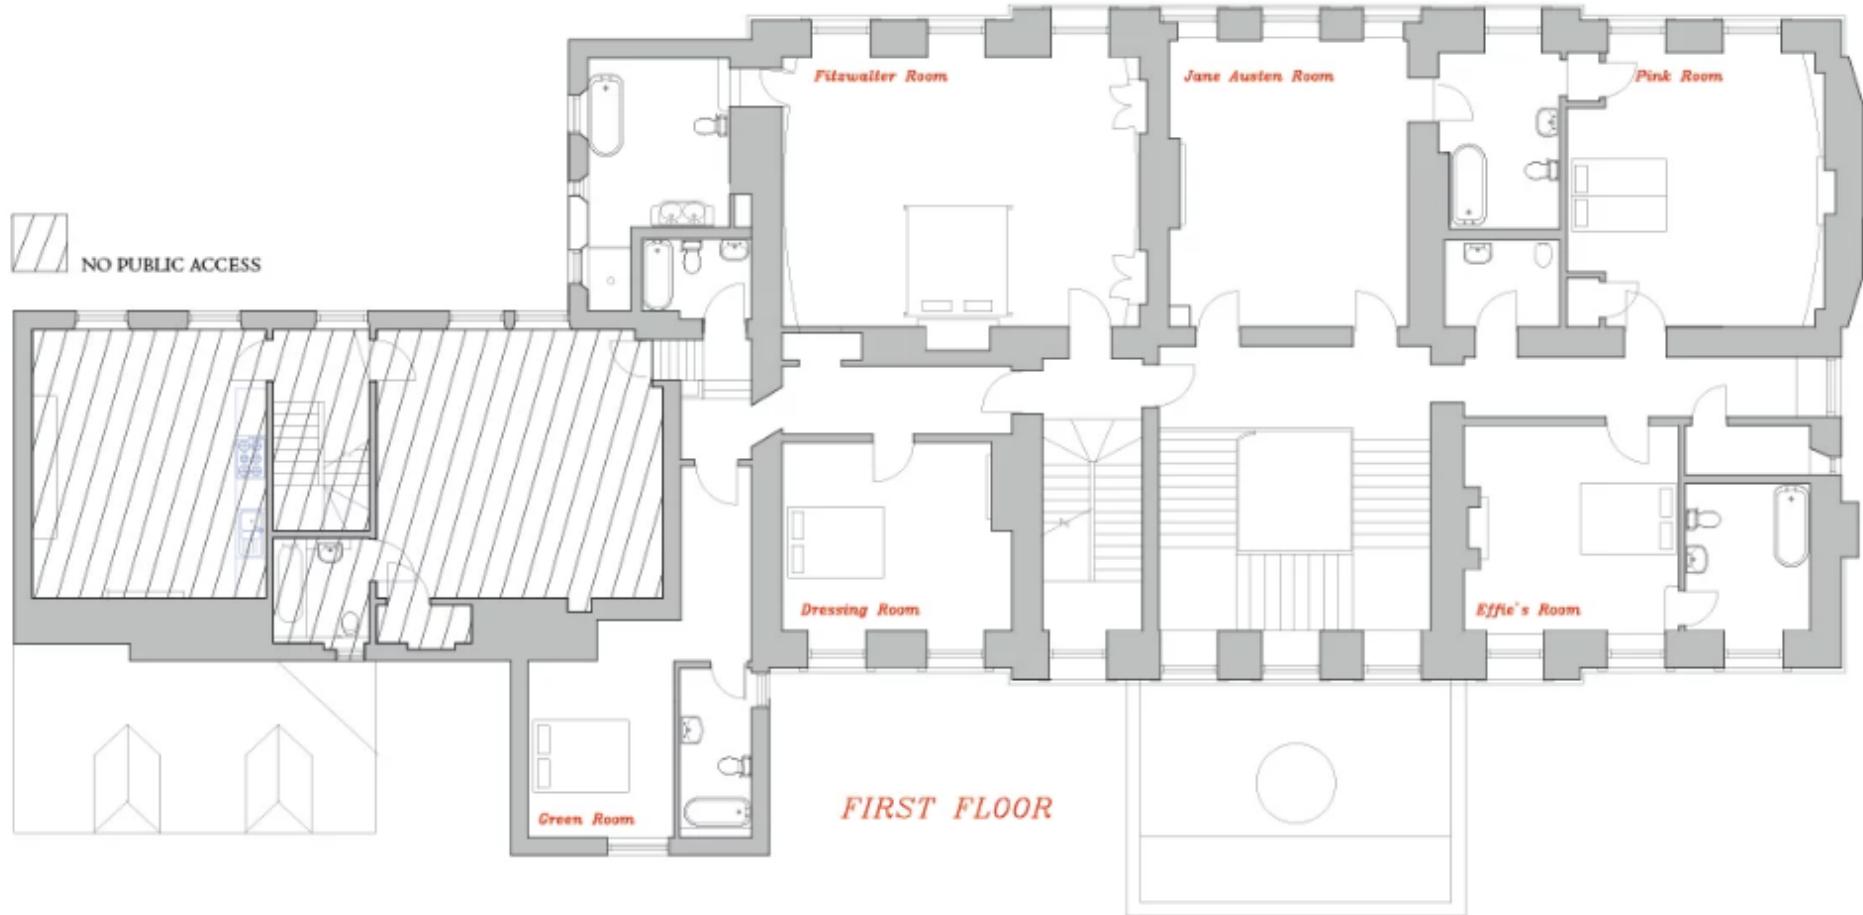 Fitzwalter Room
Jane Austen Room
Pink Room
NO PUBLIC ACCESS
Dressing Room
Effie's Room
Green Room
FIRST FLOOR